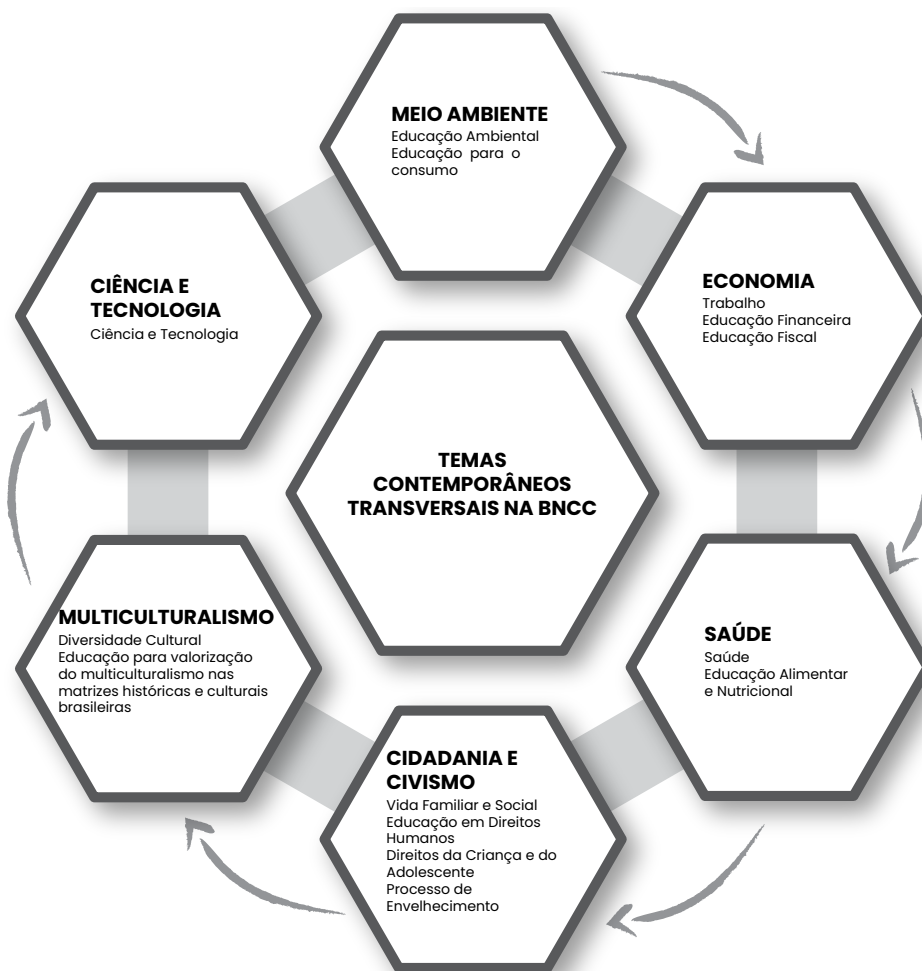 MEIO AMBIENTE
Educação Ambiental
Educação para o
consumo
ECONOMIA
Trabalho
Educação Financeira
Educação Fiscal
SAÚDE
Saúde
Educação Alimentar
e Nutricional
CIDADANIA E
CIVISMO
Vida Familiar e Social
Educação em Direitos
Humanos
Direitos da Criança e do
Adolescente
Processo de
Envelhecimento
MULTICULTURALISMO
Diversidade Cultural
Educação para valorização
do multiculturalismo nas
matrizes históricas e culturais
brasileiras
CIÊNCIA E
TECNOLOGIA
Ciência e Tecnologia
TEMAS
CONTEMPORÂNEOS
TRANSVERSAIS NA BNCC